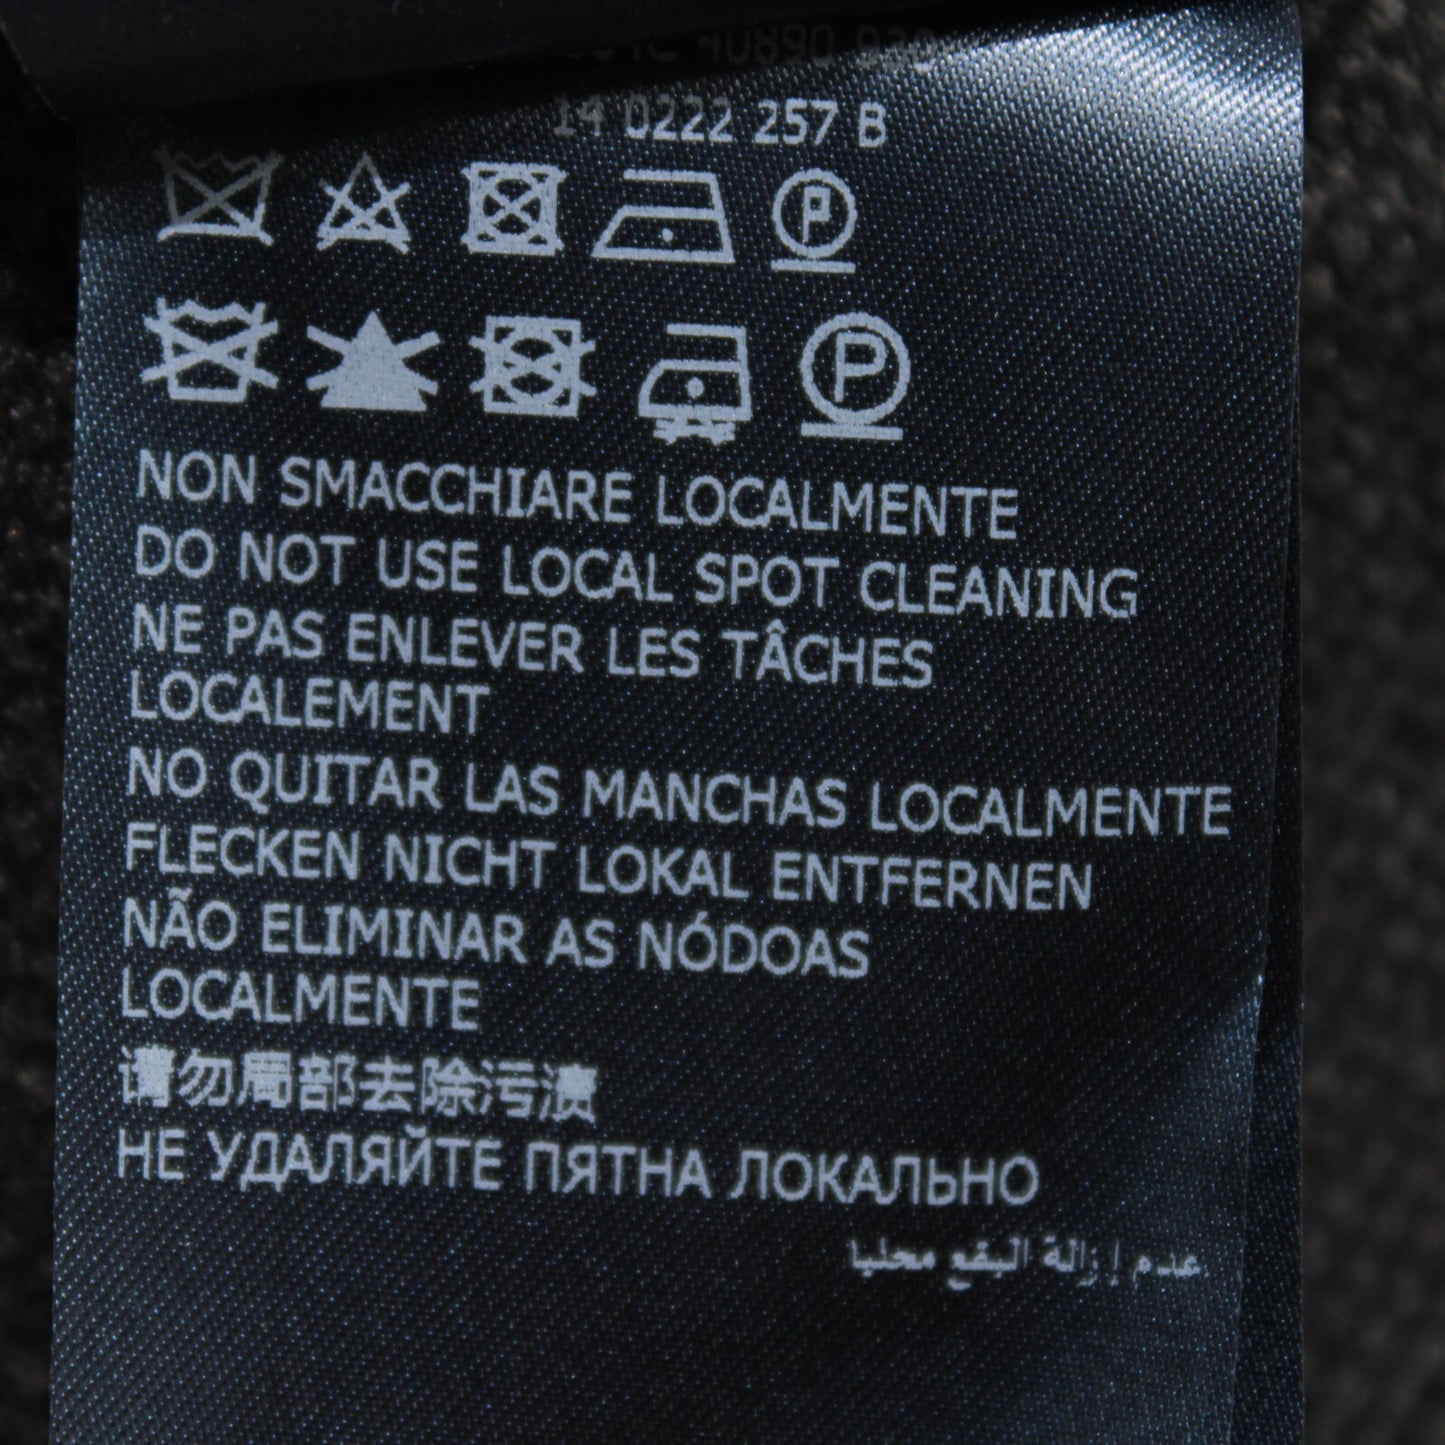 14 0222 257 B
NON SMACCHIARE LOCALMENTE
DO NOT USE LOCAL SPOT CLEANING
NE PAS ENLEVER LES TÂCHES
LOCALEMENT
NO QUITAR LAS MANCHAS LOCALMENTE
FLECKEN NICHT LOKAL ENTFERNEN
NÃO ELIMINAR AS NÓDOAS
LOCALMENTE
请勿局部去除污渍
НЕ УДАЛЯЙТЕ ПЯТНА ЛОКАЛЬНО
عدم إزالة البقع محليا